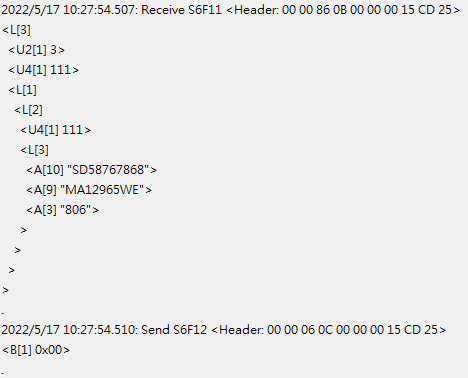 2022/5/17 10:27:54.507: Receive S6F11 <Header: 00 00 86 0B 00 00 00 15 CD 25>
<L[3]
<U2[1] 3>
<U4[1] 111>
<L[1]
<L[2]
<U4[1] 111>
<L[3]
<A[10] "SD58767868">
<A[9] "MA12965WE">
<A[3] "806">
>
>
>
>
.
2022/5/17 10:27:54.510: Send S6F12 <Header: 00 00 06 0C 00 00 00 15 CD 25>
<B[1] 0x00>
.